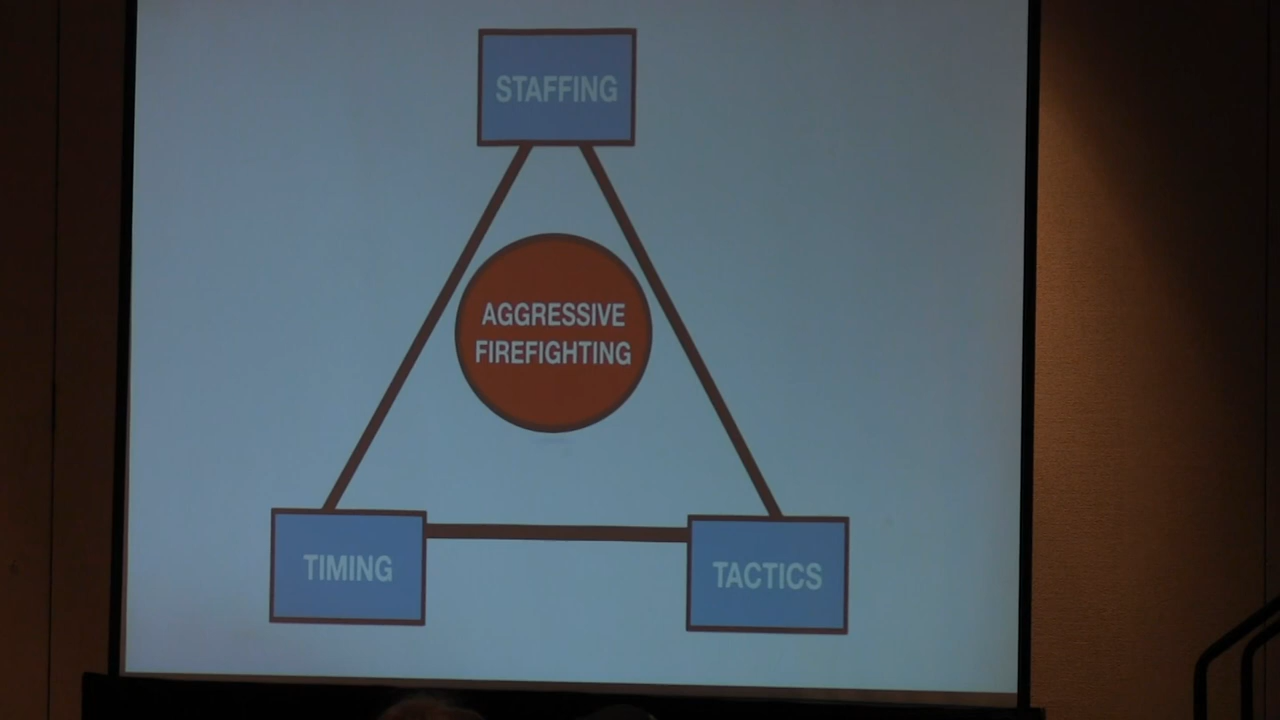 STAFFING
AGGRESSIVE
FIREFIGHTING
TIMING
TACTICS